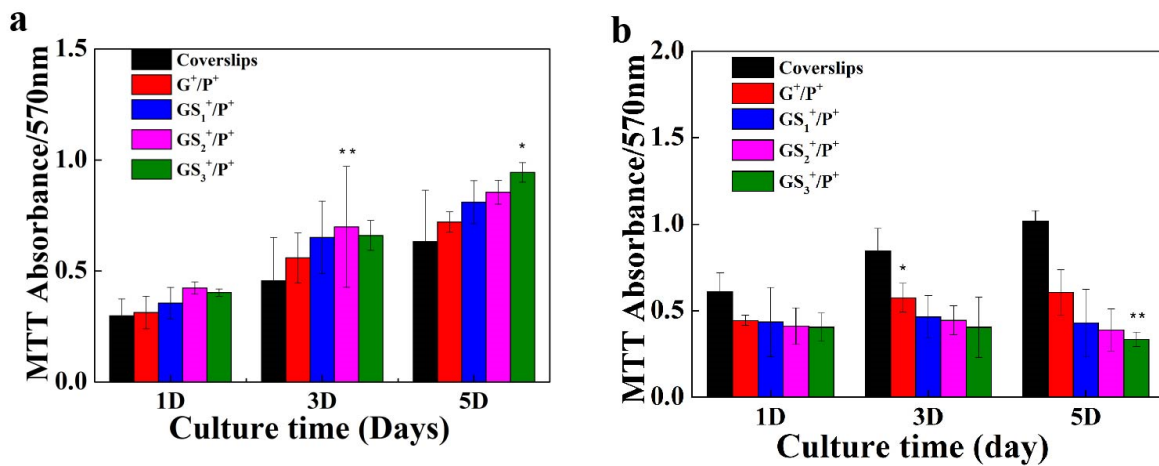 a
1.5
1.0
0.5
0.0
MTT Absorbance/570nm
Coverslips
G⁺/P⁺
GS₁⁺/P⁺
GS₂⁺/P⁺
GS₃⁺/P⁺
**
*
1D 3D 5D
Culture time (Days)
b
2.0
1.5
1.0
0.5
0.0
MTT Absorbance/570nm
Coverslips
G⁺/P⁺
GS₁⁺/P⁺
GS₂⁺/P⁺
GS₃⁺/P⁺
*
**
1D 3D 5D
Culture time (day)